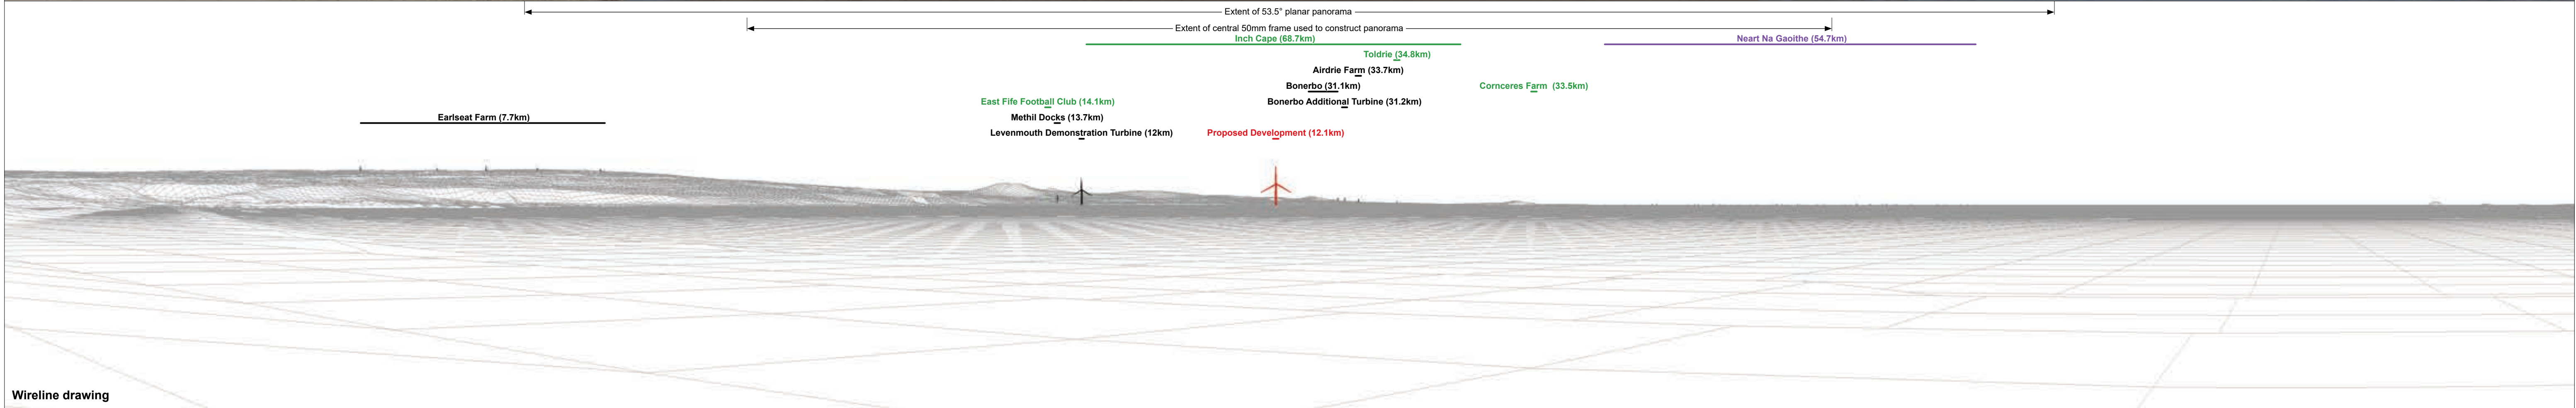 Extent of 53.5° planar panorama
Extent of central 50mm frame used to construct panorama
Inch Cape (68.7km)
Neart Na Gaoithe (54.7km)
Toldrie (34.8km)
Airdrie Farm (33.7km)
Bonerbo (31.1km)
Cornceres Farm (33.5km)
East Fife Football Club (14.1km)
Bonerbo Additional Turbine (31.2km)
Earlseat Farm (7.7km)
Methil Docks (13.7km)
Levenmouth Demonstration Turbine (12km)
Proposed Development (12.1km)
Wireline drawing